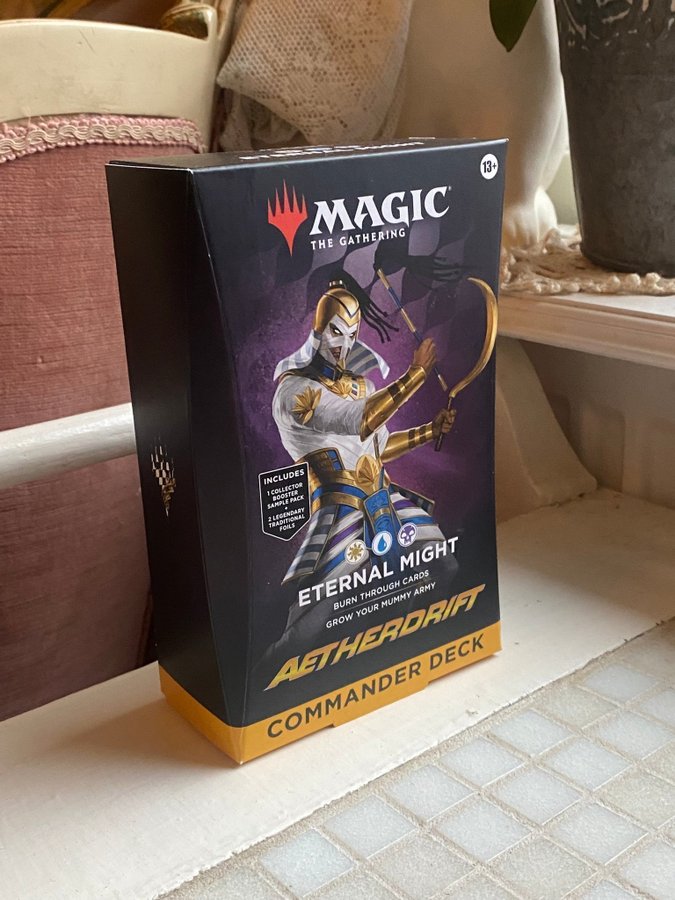 13+
MAGIC
THE GATHERING
INCLUDES
1 COLLECTOR
BOOSTER
SAMPLE PACK
+
2 LEGENDARY
TRADITIONAL
FOILS
ETERNAL MIGHT
BURN THROUGH CARDS
GROW YOUR MUMMY ARMY
AETHERDRIFT
COMMANDER DECK